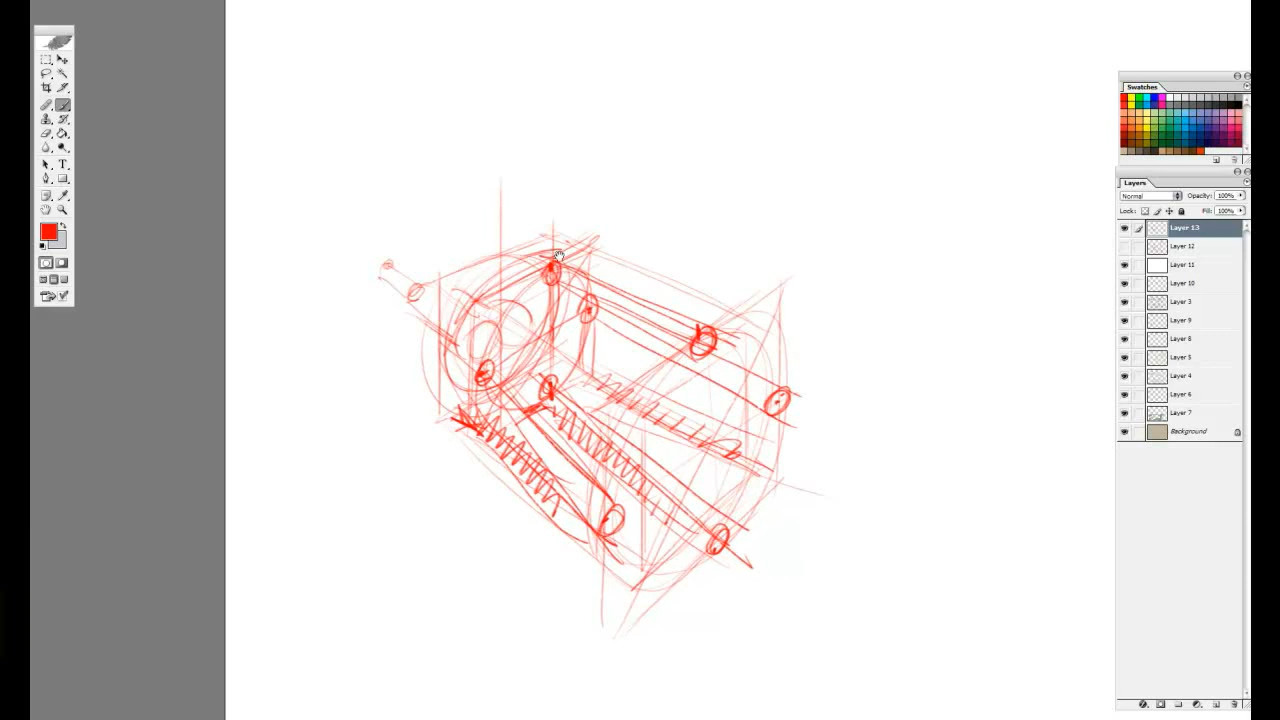 Swatches
Layers
Normal
Opacity: 100%
Lock:
Fill: 100%
Layer 13
Layer 12
Layer 11
Layer 10
Layer 3
Layer 9
Layer 8
Layer 5
Layer 4
Layer 6
Layer 7
Background